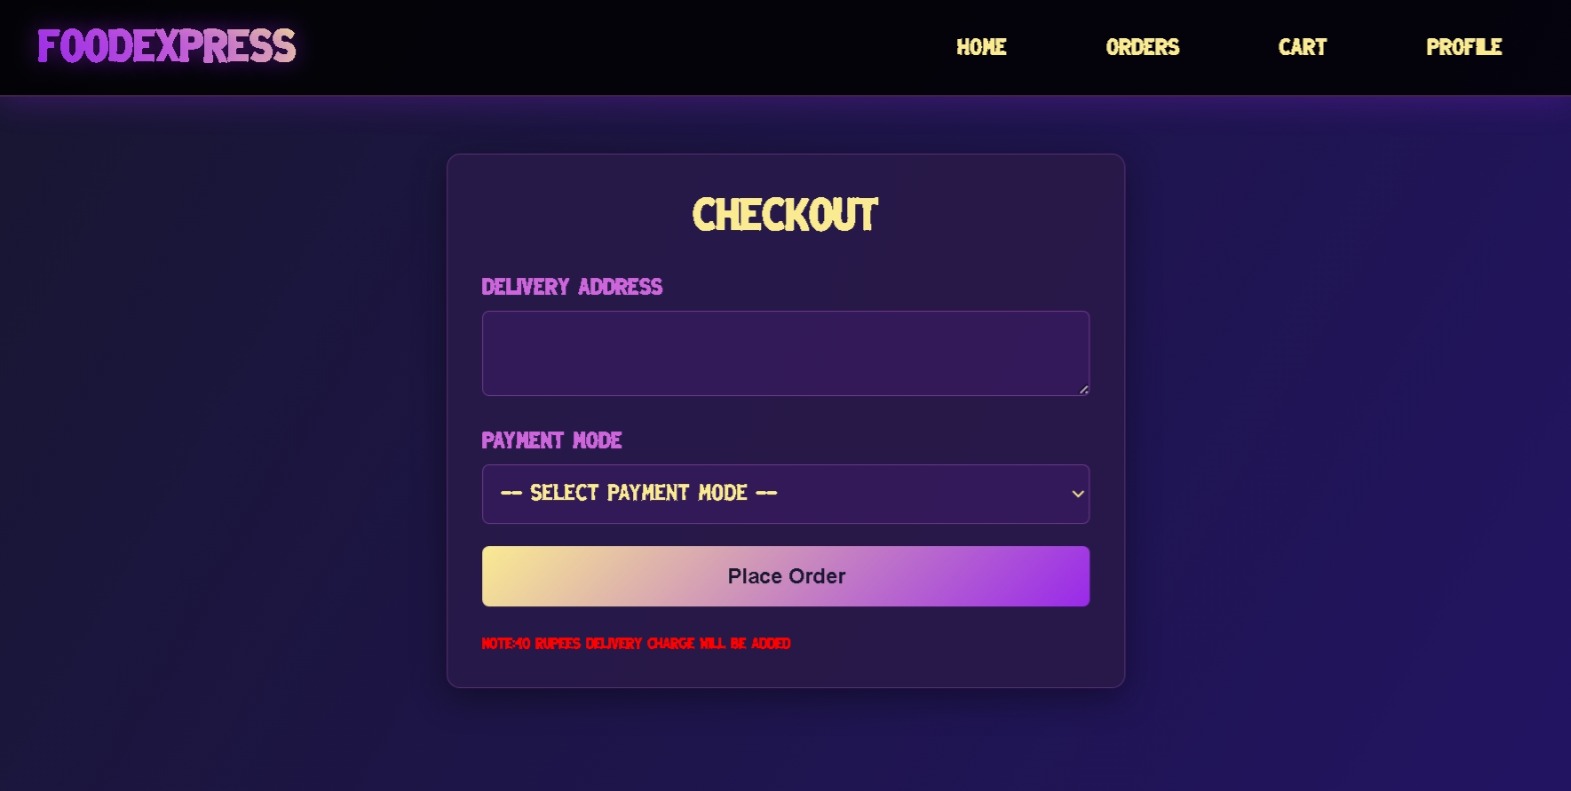 FOODEXPRESS
HOME ORDERS CART PROFILE
CHECKOUT
DELIVERY ADDRESS
PAYMENT MODE
-- SELECT PAYMENT MODE --
Place Order
NOTE:40 RUPEES DELIVERY CHARGE WILL BE ADDED